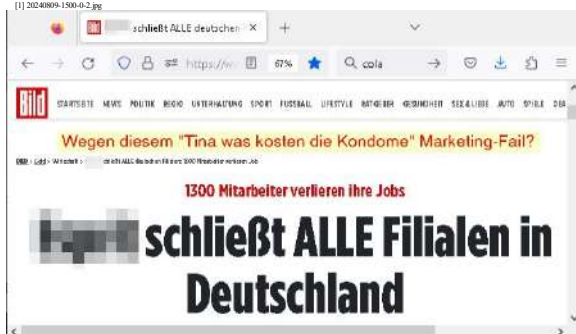 [1] 20240809-1500-0-2.jpg
schließt ALLE deutschen
67%
cola
Bild
STARTSEITE NEWS POLITIK REGIO UNTERHALTUNG SPORT FUSSBALL LIFESTYLE RATGEBER GESUNDHEIT SEX & LIEBE AUTO SPIELE
Wegen diesem "Tina was kosten die Kondome" Marketing-Fail?
1300 Mitarbeiter verlieren ihre Jobs
schließt ALLE Filialen in
Deutschland